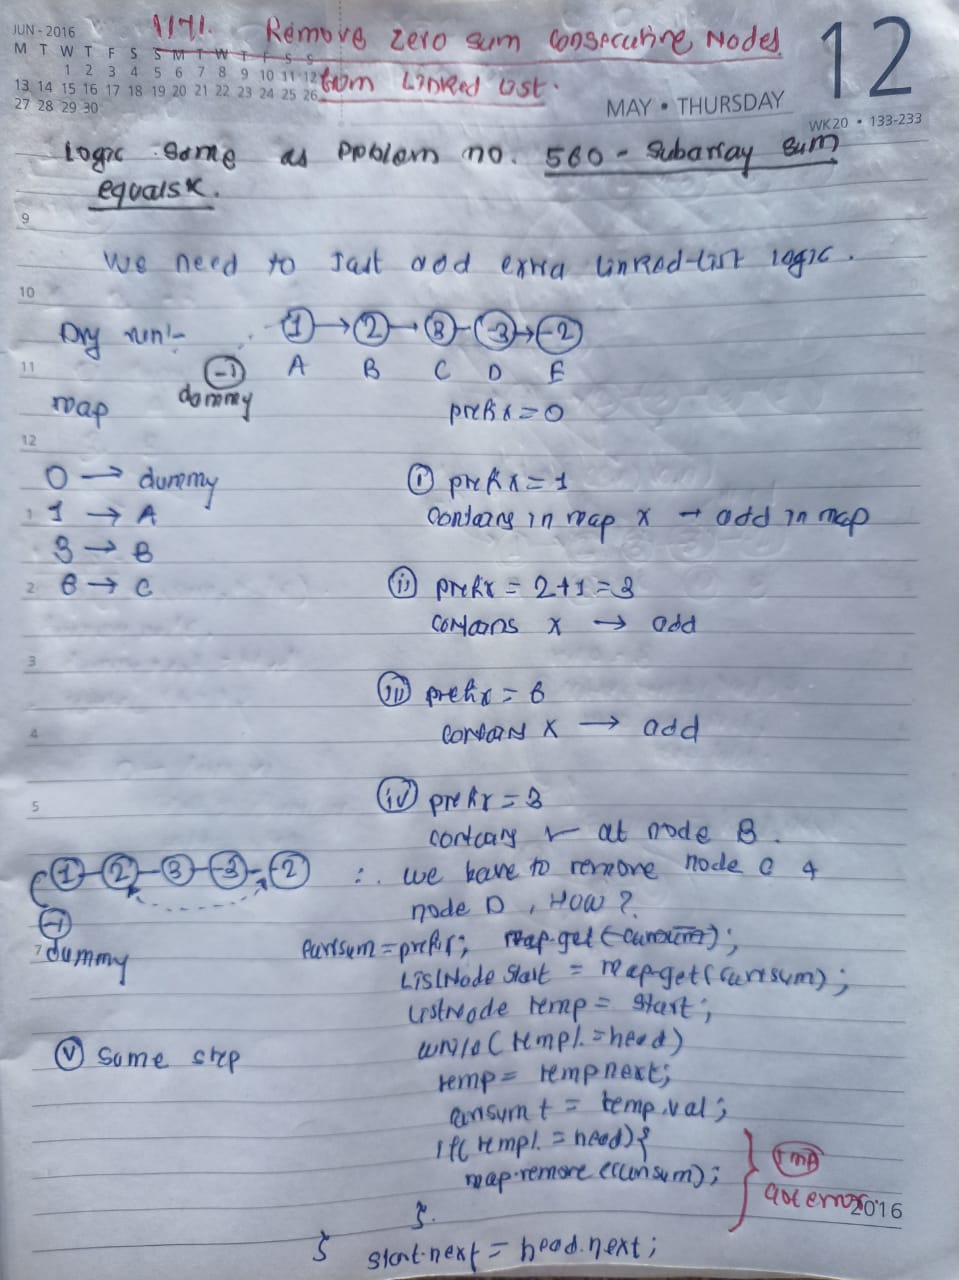 JUN - 2016
M T W T F S S M T W T F S S
1 2 3 4 5 6 7 8 9 10 11 12
13 14 15 16 17 18 19 20 21 22 23 24 25 26
27 28 29 30
1171. Remove zero sum Consecutive Nodes
from Linked List.
MAY • THURSDAY
12
WK20 • 133-233
Logic same as problem no. 560 - Subarray sum
equals K.
9
We need to Just add extra linked-list logic.
10
Dry run:- 1 → 2 → 3 - -3 → -2
11
A B C D E
-1
dummy
map
prefix = 0
12
0 → dummy
i prefix = 1
1
1 → A
contains in map x → add in map
3 → B
2
6 → C
ii prefix = 2+1 = 3
contains x → add
3
iii prefix = 6
4
contains x → add
5
iv prefix = 3
contains ✓ at node B.
1 - 2 - 3 - -3 - -2
∴ we have to remove node C &
node D, How?
-1
7
dummy
cursum = prefix; map.get(cursum);
ListNode start = map.get(cursum);
ListNode temp = start;
v Same step
while(temp != head)
temp = temp.next;
cursum + = temp.val;
if(temp != head){
map.remove(cursum);
Imp
2016
}.
} start.next = head.next;